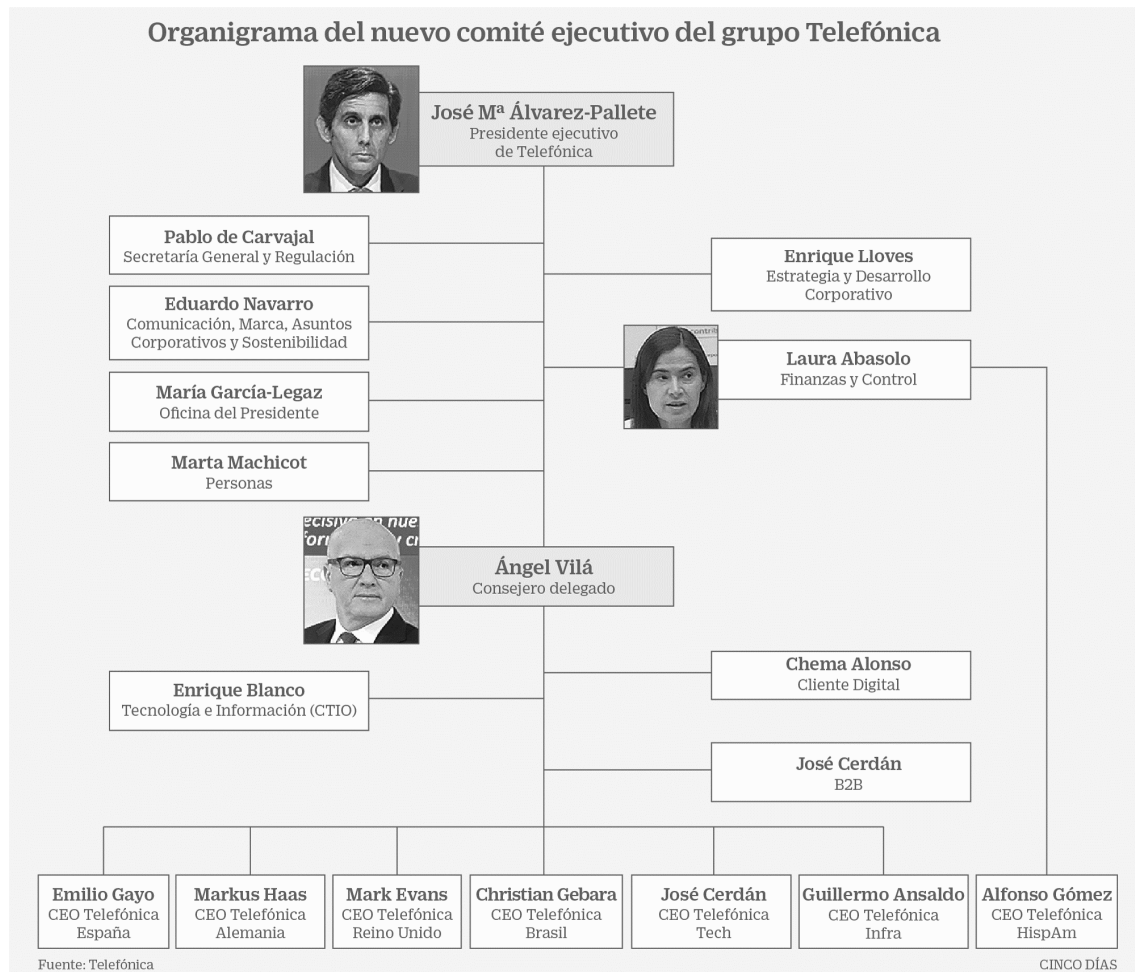 Organigrama del nuevo comité ejecutivo del grupo Telefónica
José Mª Álvarez-Pallete
Presidente ejecutivo
de Telefónica
Pablo de Carvajal
Secretaría General y Regulación
Enrique Lloves
Estrategia y Desarrollo
Corporativo
Eduardo Navarro
Comunicación, Marca, Asuntos
Corporativos y Sostenibilidad
contrib
Laura Abasolo
Finanzas y Control
María García-Legaz
Oficina del Presidente
Marta Machicot
Personas
Ángel Vilá
Consejero delegado
Chema Alonso
Cliente Digital
Enrique Blanco
Tecnología e Información (CTIO)
José Cerdán
B2B
Emilio Gayo
CEO Telefónica
España
Markus Haas
CEO Telefónica
Alemania
Mark Evans
CEO Telefónica
Reino Unido
Christian Gebara
CEO Telefónica
Brasil
José Cerdán
CEO Telefónica
Tech
Guillermo Ansaldo
CEO Telefónica
Infra
Alfonso Gómez
CEO Telefónica
HispAm
Fuente: Telefónica
CINCO DÍAS